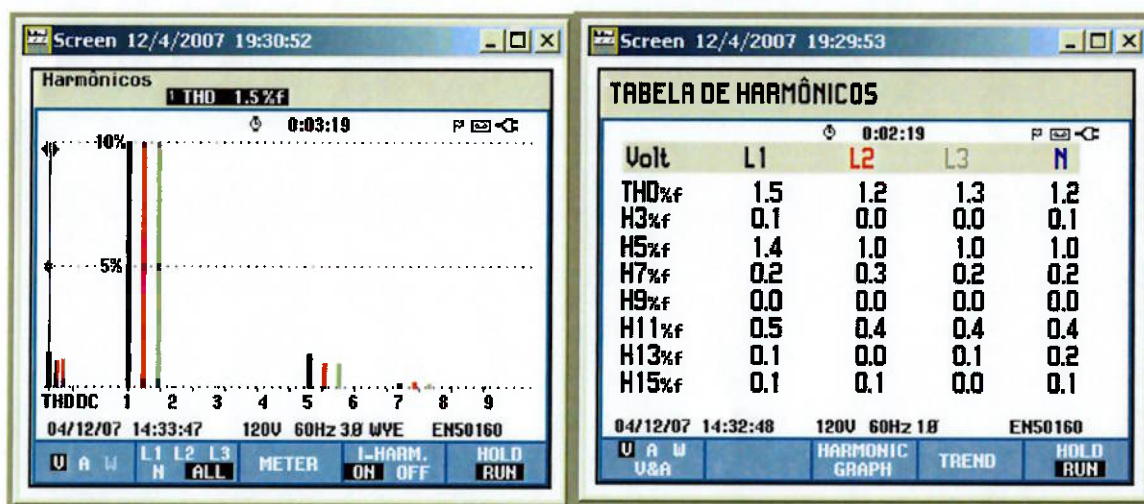 Screen 12/4/2007 19:30:52
Harmônicos
1 THD 1.5%f
0:03:19
10%
5%
THD DC 1 2 3 4 5 6 7 8 9
04/12/07 14:33:47 120V 60Hz 3Ø WYE EN50160
V A W
L1 L2 L3
N ALL
METER
I-HARM.
ON OFF
HOLD
RUN
Screen 12/4/2007 19:29:53
TABELA DE HARMÔNICOS
0:02:19
Volt L1 L2 L3 N
THD%f 1.5 1.2 1.3 1.2
H3%f 0.1 0.0 0.0 0.1
H5%f 1.4 1.0 1.0 1.0
H7%f 0.2 0.3 0.2 0.2
H9%f 0.0 0.0 0.0 0.0
H11%f 0.5 0.4 0.4 0.4
H13%f 0.1 0.0 0.1 0.2
H15%f 0.1 0.1 0.0 0.1
04/12/07 14:32:48 120V 60Hz 1Ø EN50160
V A W
V&A
HARMONIC
GRAPH
TREND
HOLD
RUN